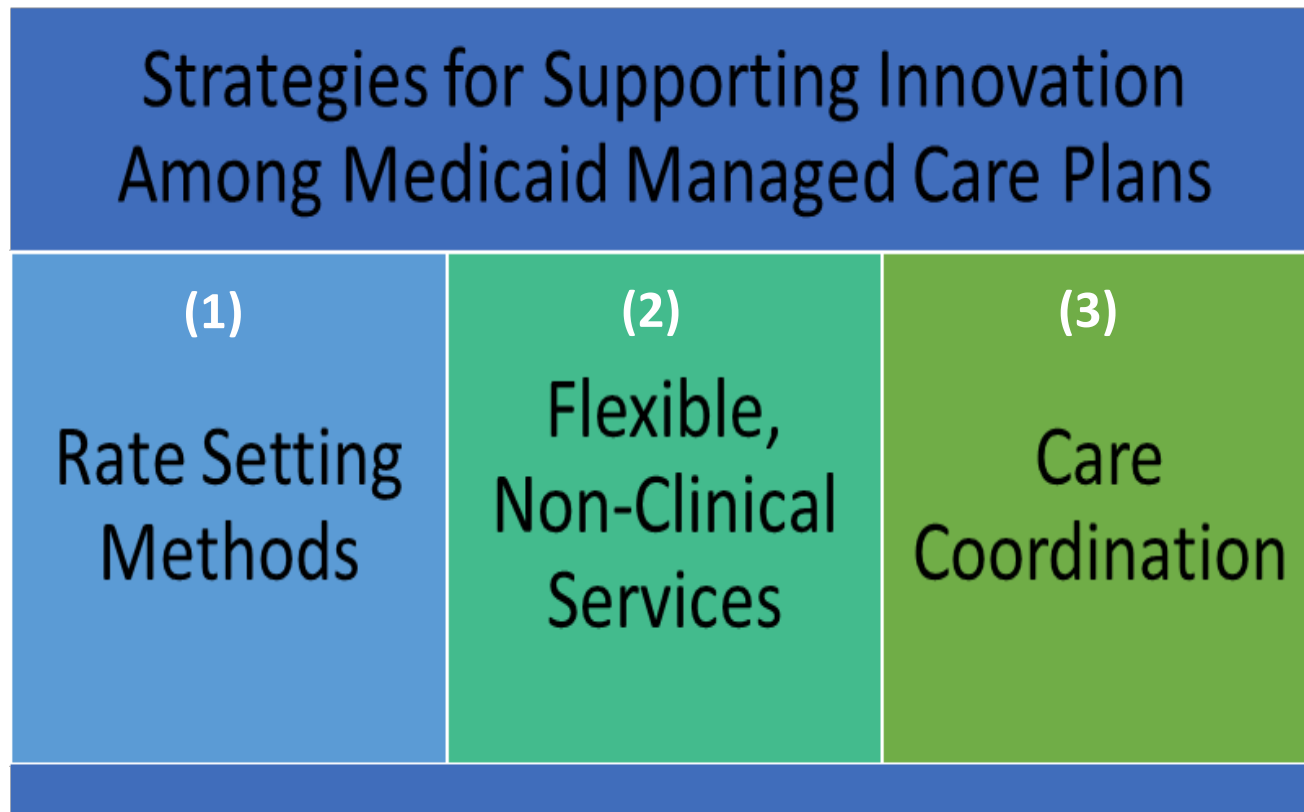 Strategies for Supporting Innovation
Among Medicaid Managed Care Plans
(1)
Rate Setting
Methods
(2)
Flexible,
Non-Clinical
Services
(3)
Care
Coordination